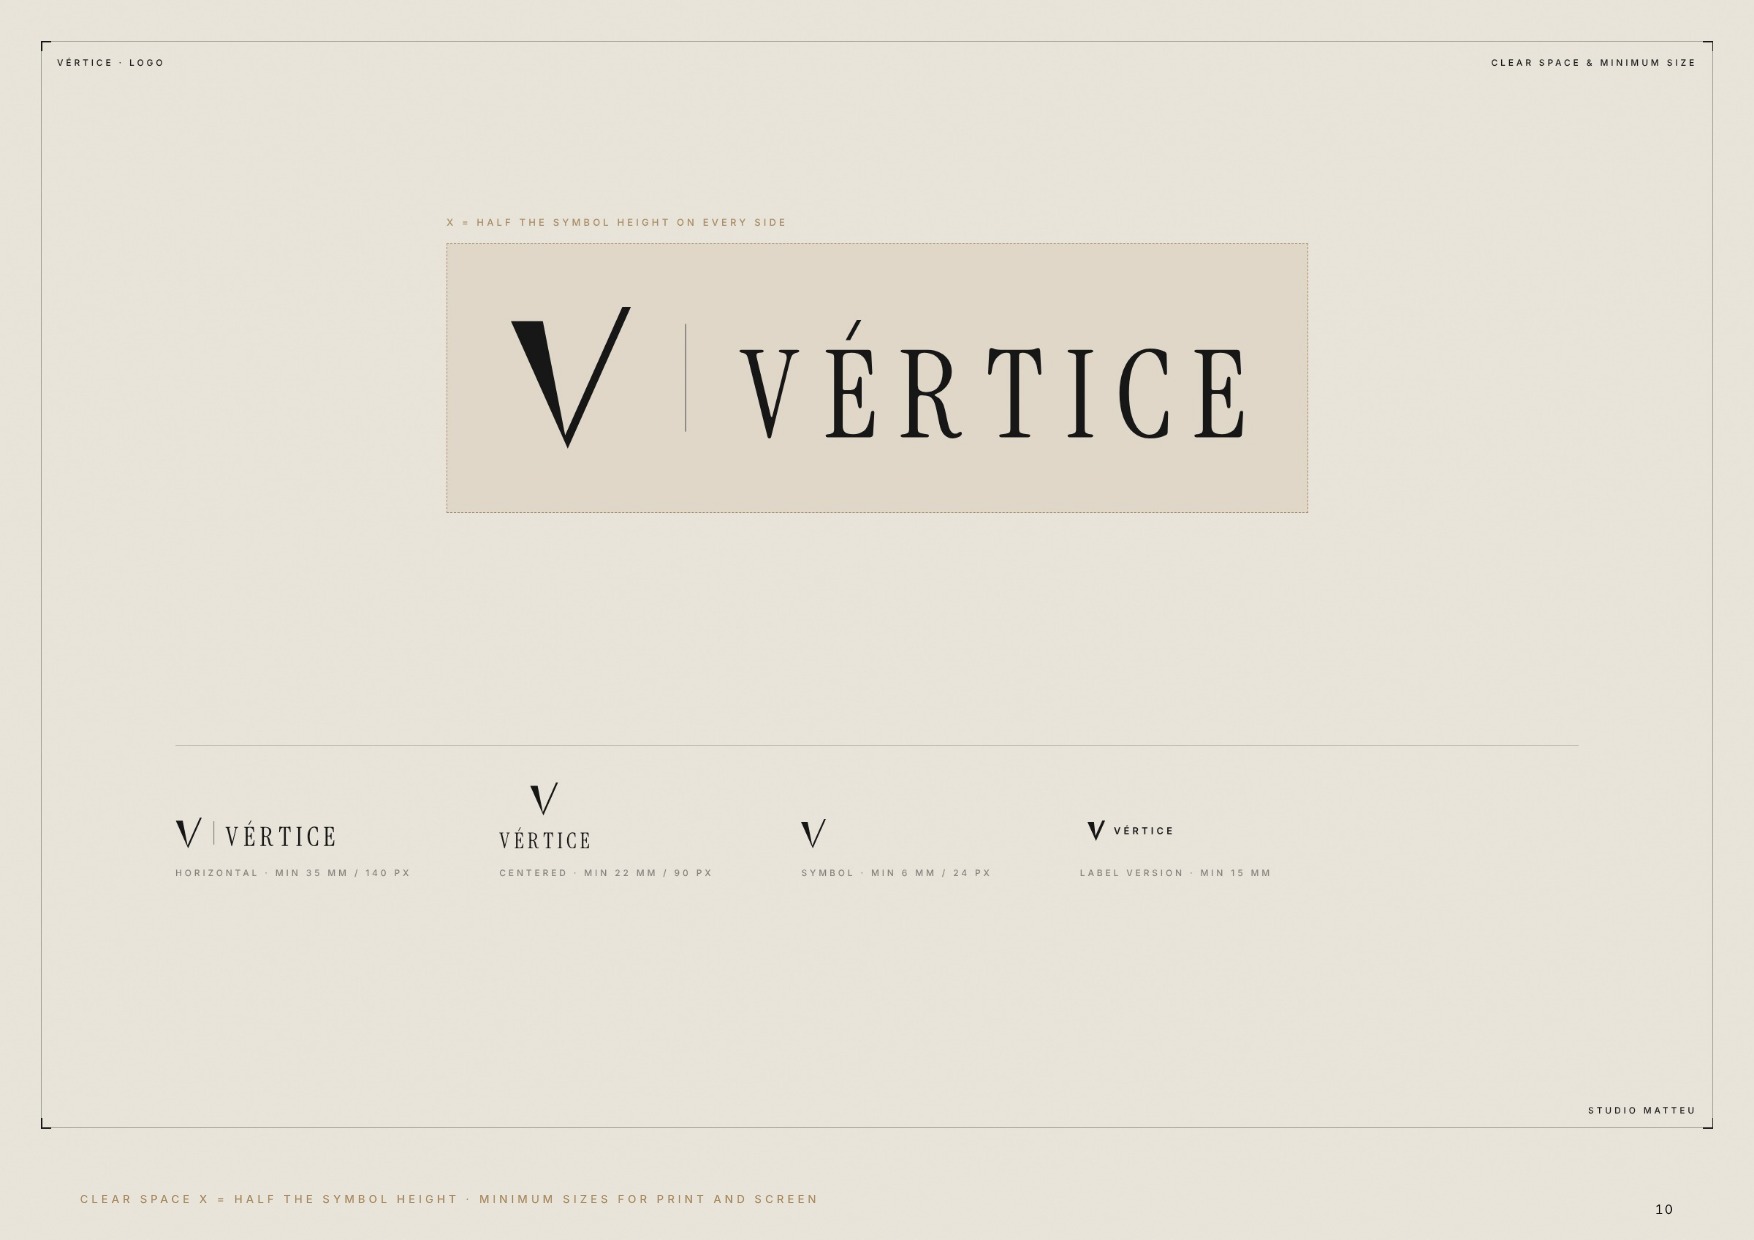 VÉRTICE · LOGO
CLEAR SPACE & MINIMUM SIZE
X = HALF THE SYMBOL HEIGHT ON EVERY SIDE
V | VÉRTICE
V | VÉRTICE
V
VÉRTICE
V
V VÉRTICE
HORIZONTAL · MIN 35 MM / 140 PX
CENTERED · MIN 22 MM / 90 PX
SYMBOL · MIN 6 MM / 24 PX
LABEL VERSION · MIN 15 MM
STUDIO MATTEU
CLEAR SPACE X = HALF THE SYMBOL HEIGHT · MINIMUM SIZES FOR PRINT AND SCREEN
10